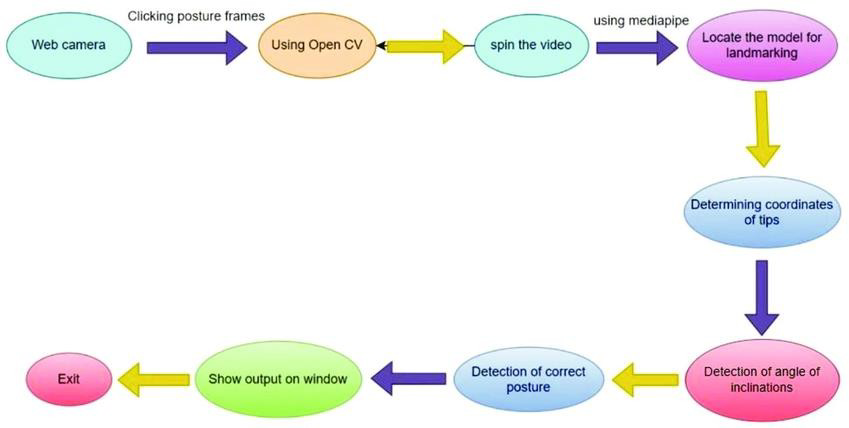 Clicking posture frames
Web camera
Using Open CV
spin the video
using mediapipe
Locate the model for
landmarking
Determining coordinates
of tips
Detection of angle of
inclinations
Detection of correct
posture
Show output on window
Exit